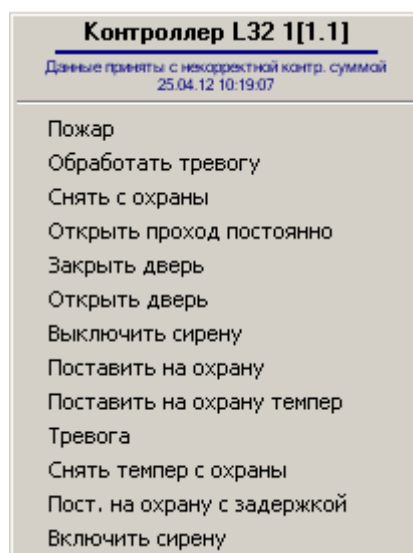 Контроллер L32 1[1.1]
Данные приняты с некорректной контр. суммой
25.04.12 10:19:07
Пожар
Обработать тревогу
Снять с охраны
Открыть проход постоянно
Закрыть дверь
Открыть дверь
Выключить сирену
Поставить на охрану
Поставить на охрану темпер
Тревога
Снять темпер с охраны
Пост. на охрану с задержкой
Включить сирену